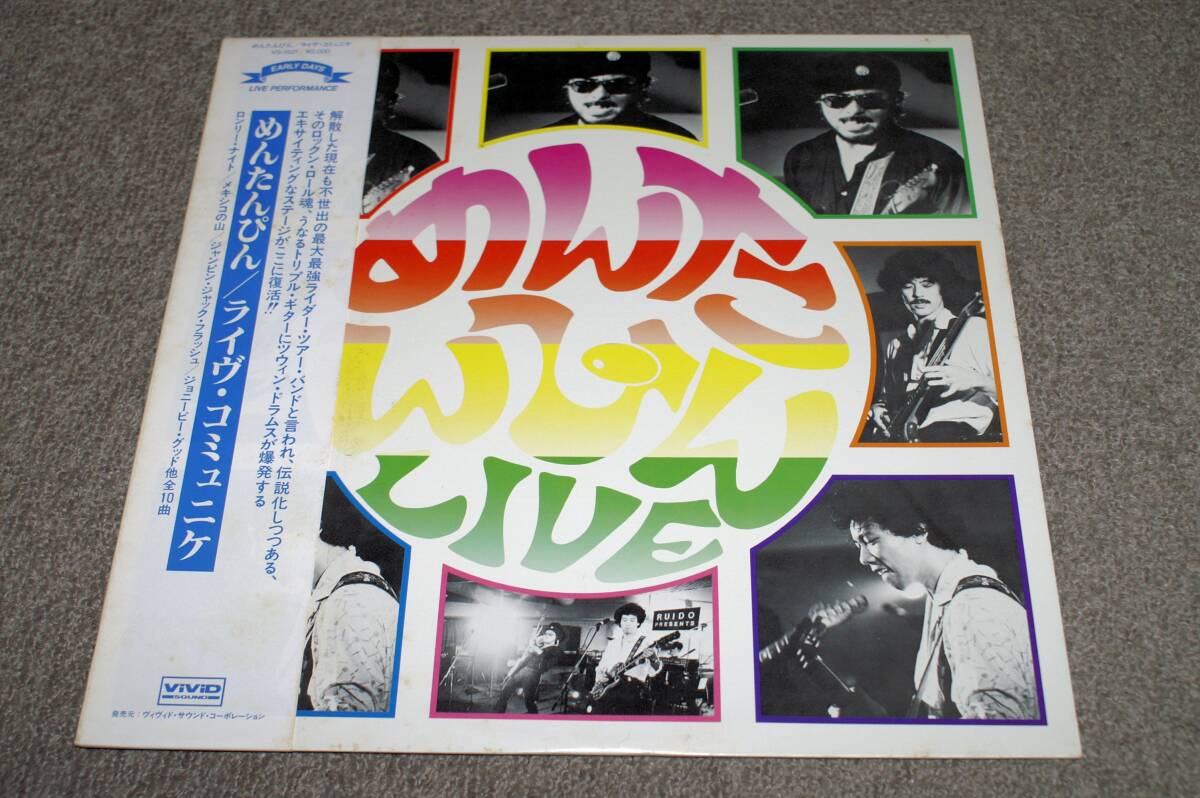 めんたんぴん/ライヴ・コミュニケ
VS-1021 ¥2,000
EARLY DAYS
LIVE PERFORMANCE
解散した現在も不世出の最大最強ライダー・ツアー・バンドと言われ、伝説化しつつある、
そのロックン・ロール魂、うなるトリプル・ギターにツウィン・ドラムスが爆発する
エキサイティングなステージがここに復活!!
めんたんぴん/ライヴ・コミュニケ
ロンリー・ナイト/メキシコの山/ジャンピン・ジャック・フラッシュ/ジョニービー・グッド他全10曲
ViViD
SOUND
発売元:ヴィヴィド・サウンド・コーポレーション
めんた
んぴん
LIVE
RUIDO
PRESENTS